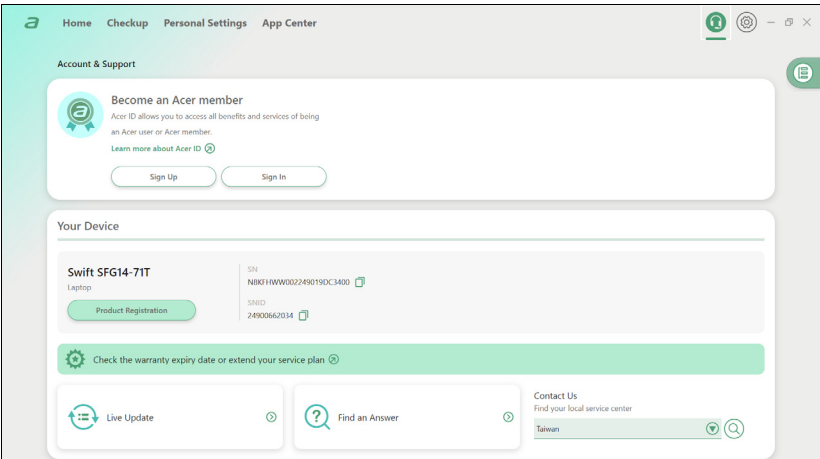 a Home Checkup Personal Settings App Center
Account & Support
Become an Acer member
Acer ID allows you to access all benefits and services of being
an Acer user or Acer member.
Learn more about Acer ID
Sign Up Sign In
Your Device
Swift SFG14-71T
Laptop
Product Registration
SN
NBKFHWW002249019DC3400
SNID
24900662034
Check the warranty expiry date or extend your service plan
Live Update
Find an Answer
Contact Us
Find your local service center
Taiwan